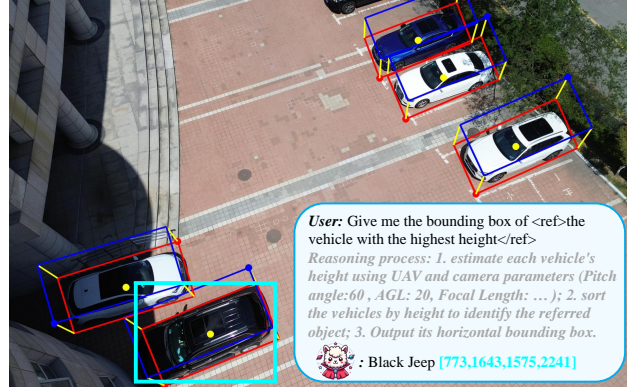 User: Give me the bounding box of <ref>the
vehicle with the highest height</ref>
Reasoning process: 1. estimate each vehicle's
height using UAV and camera parameters (Pitch
angle:60 , AGL: 20, Focal Length: … ); 2. sort
the vehicles by height to identify the referred
object; 3. Output its horizontal bounding box.
: Black Jeep [773,1643,1575,2241]